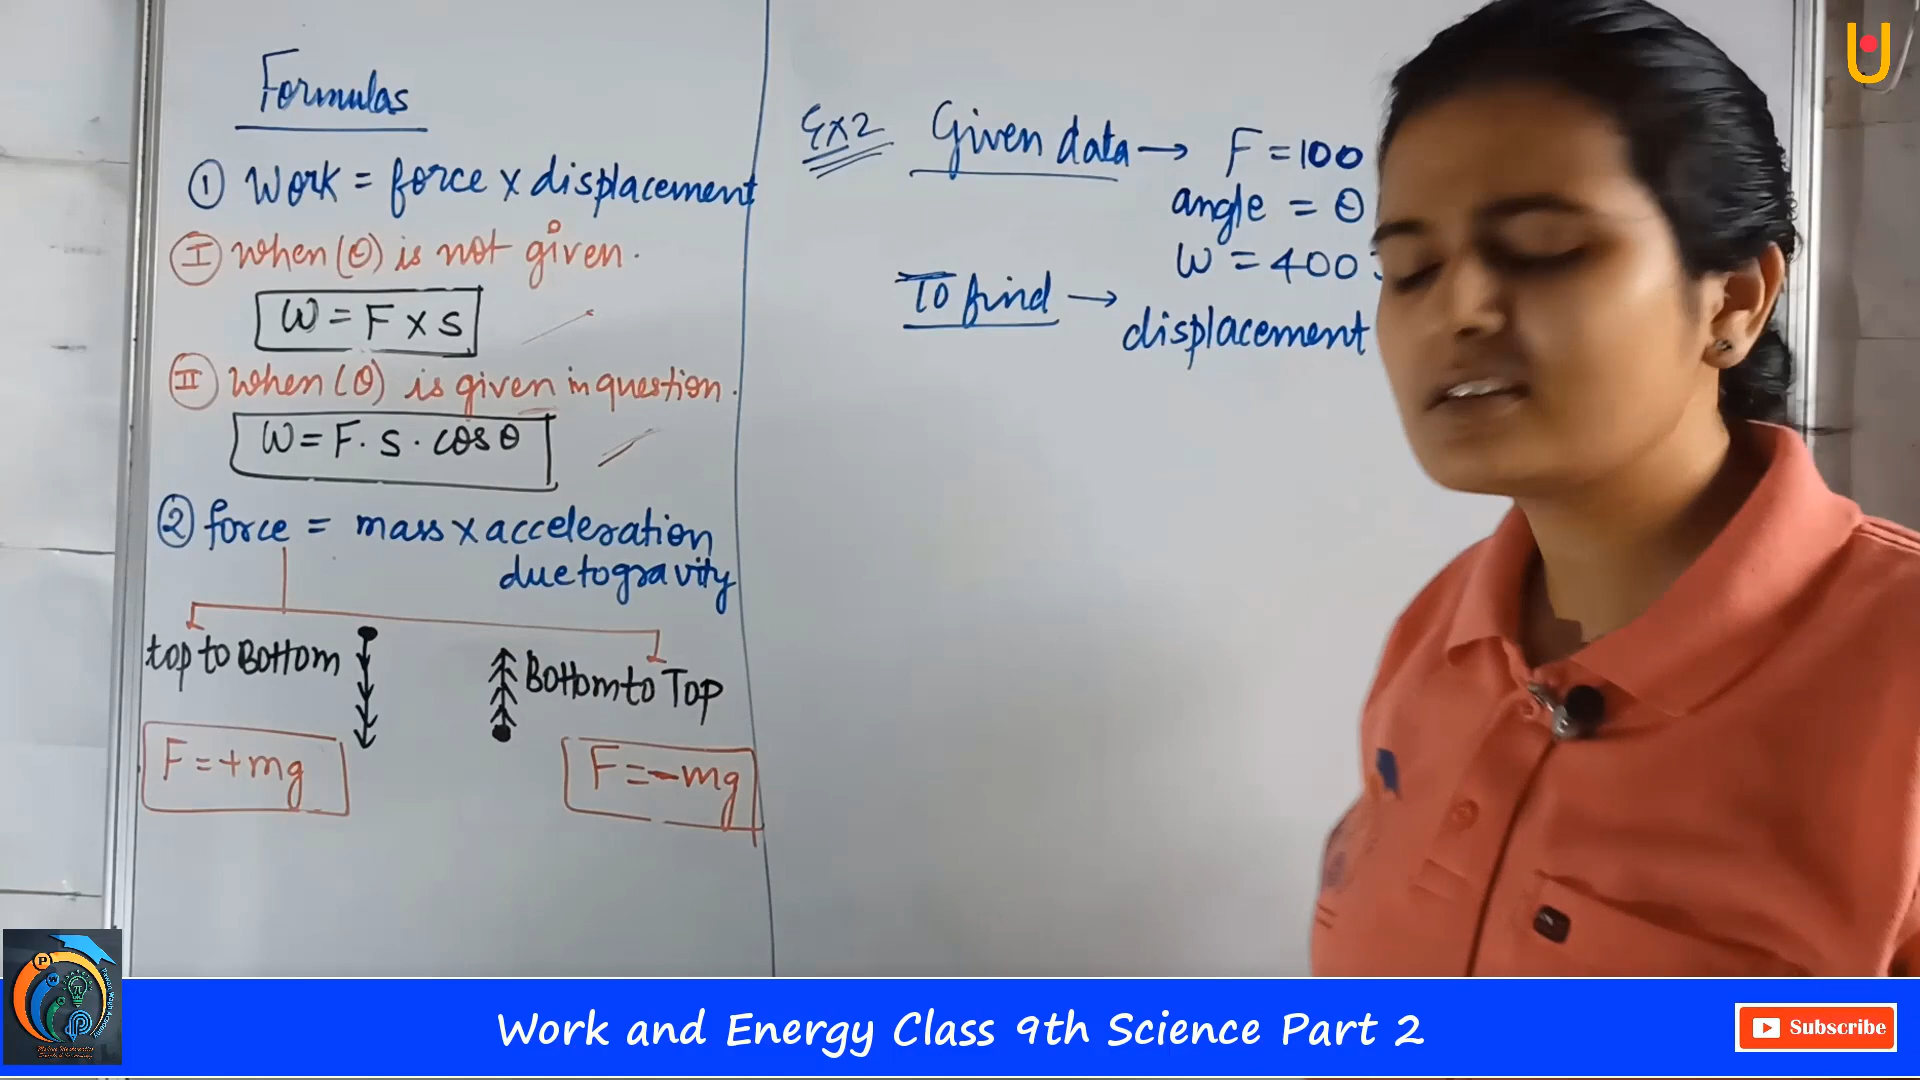 Formulas
① Work = force x displacement
Ⓘ when (θ) is not given.
W = F x s
Ⓘ Ⓘ when (θ) is given in question.
W = F. s. cos θ
② force = mass x acceleration
due to gravity
top to Bottom
Bottom to Top
F = +mg
F = -mg
Ex2 Given data → F = 100
angle = θ
W = 400
To find →
displacement
Work and Energy Class 9th Science Part 2
Subscribe